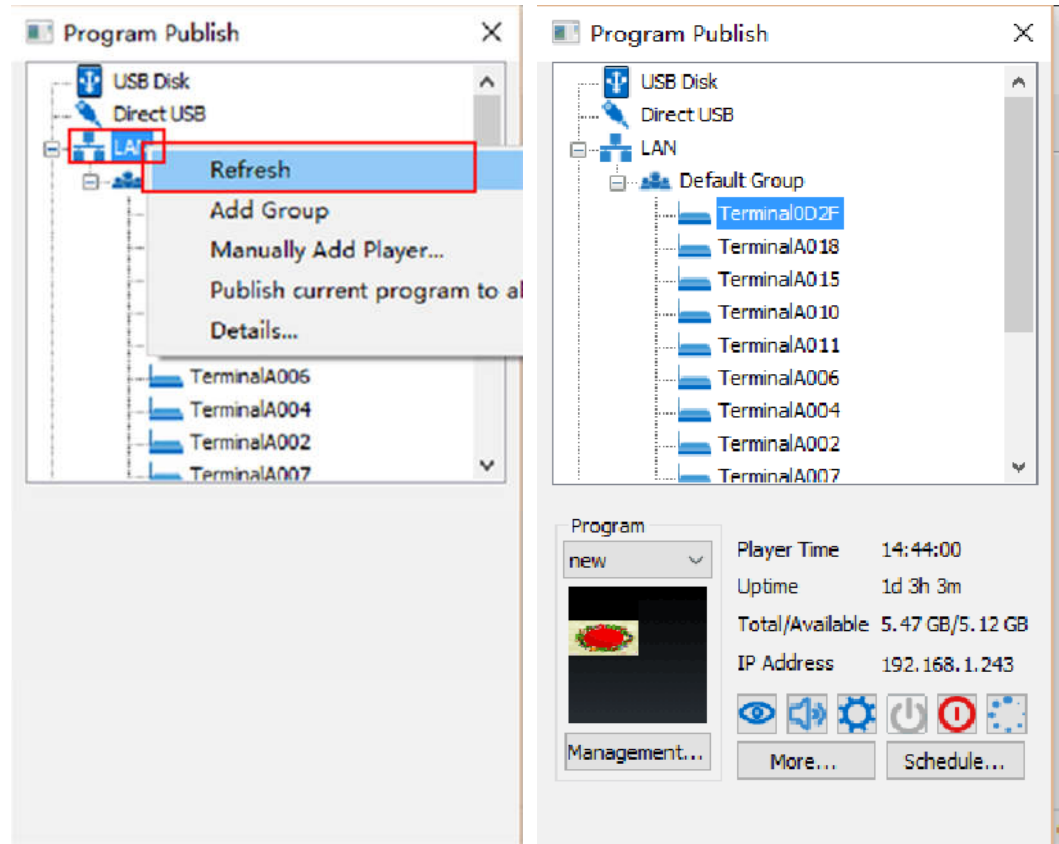 Program Publish
USB Disk
Direct USB
LAN
Refresh
Add Group
Manually Add Player...
Publish current program to al
Details...
TerminalA006
TerminalA004
TerminalA002
TerminalA007
Program Publish
USB Disk
Direct USB
LAN
Default Group
Terminal0D2F
TerminalA018
TerminalA015
TerminalA010
TerminalA011
TerminalA006
TerminalA004
TerminalA002
TerminalA007
Program
new
Management...
Player Time 14:44:00
Uptime 1d 3h 3m
Total/Available 5.47 GB/5.12 GB
IP Address 192.168.1.243
More... Schedule...